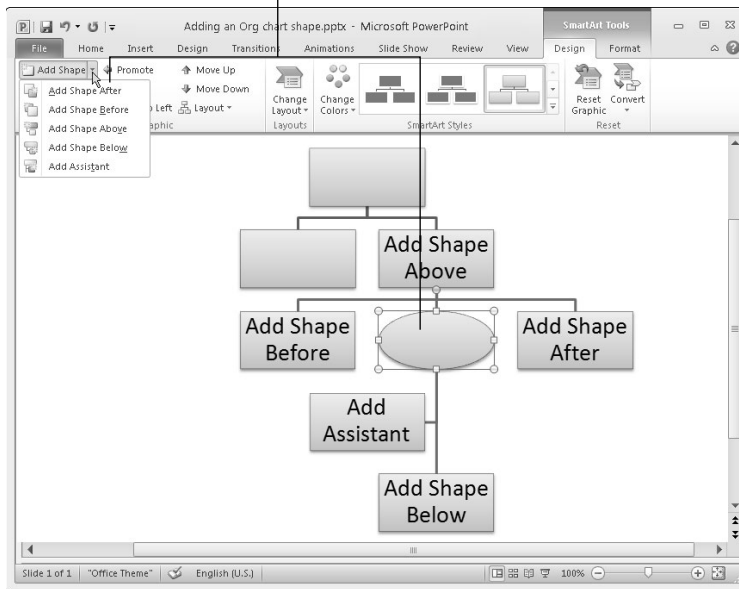 Adding an Org chart shape.pptx - Microsoft PowerPoint
SmartArt Tools
File Home Insert Design Transitions Animations Slide Show Review View Design Format
Add Shape Promote Move Up
Add Shape After
Move Down
Add Shape Before
Left Layout
Add Shape Above
Add Shape Below
Add Assistant
Change Layout
Change Colors
Reset Graphic
Convert
Layouts
SmartArt Styles
Reset
Add Shape
Above
Add Shape
Before
Add Shape
After
Add
Assistant
Add Shape
Below
Slide 1 of 1 "Office Theme" English (U.S.) 100%